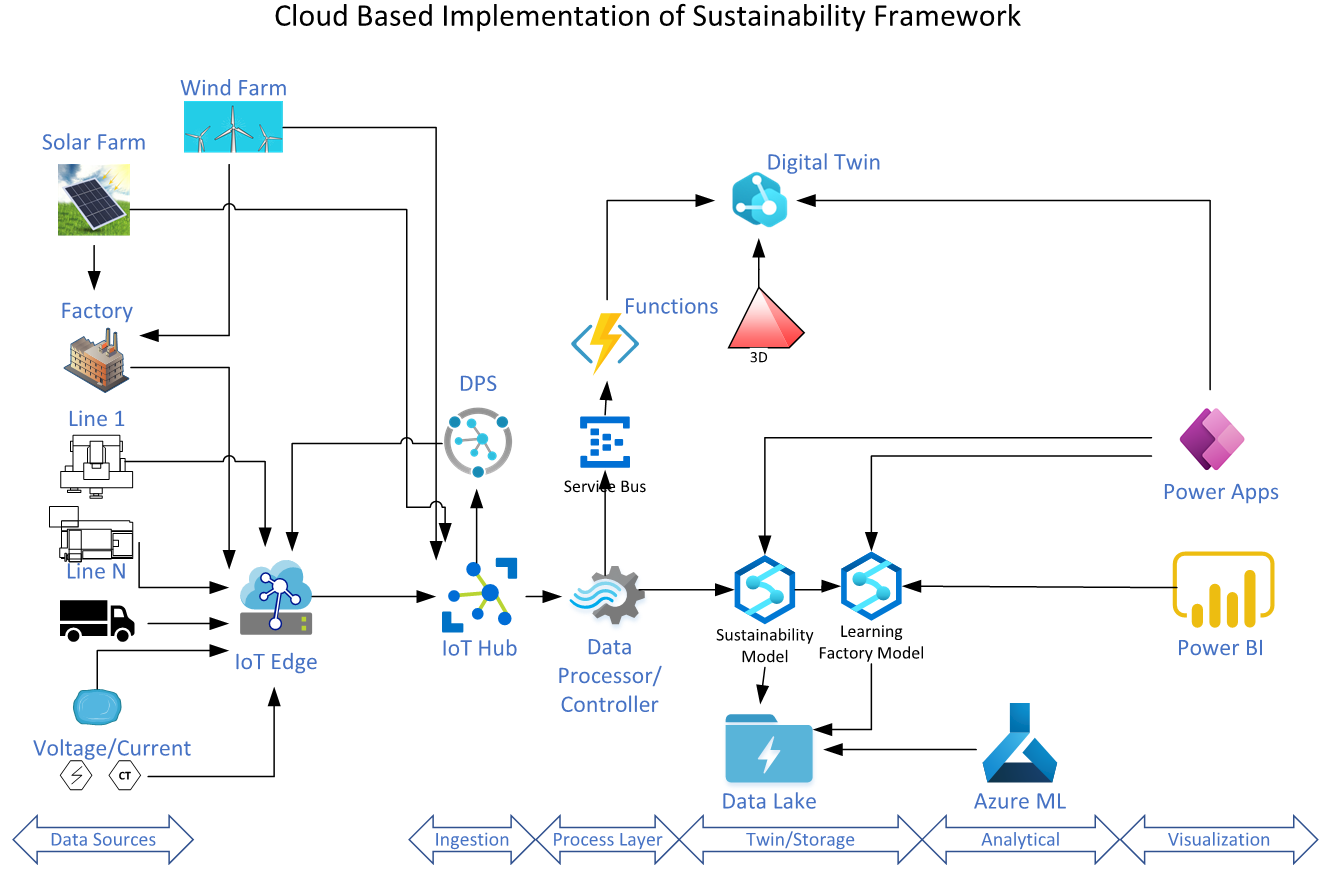 Cloud Based Implementation of Sustainability Framework
Wind Farm
Solar Farm
Digital Twin
Factory
Functions
3D
DPS
Line 1
Service Bus
Power Apps
Line N
Sustainability
Model
Learning
Factory Model
IoT Edge
IoT Hub
Data
Processor/
Controller
Power BI
Voltage/Current
CT
Data Lake
Azure ML
Data Sources
Ingestion
Process Layer
Twin/Storage
Analytical
Visualization